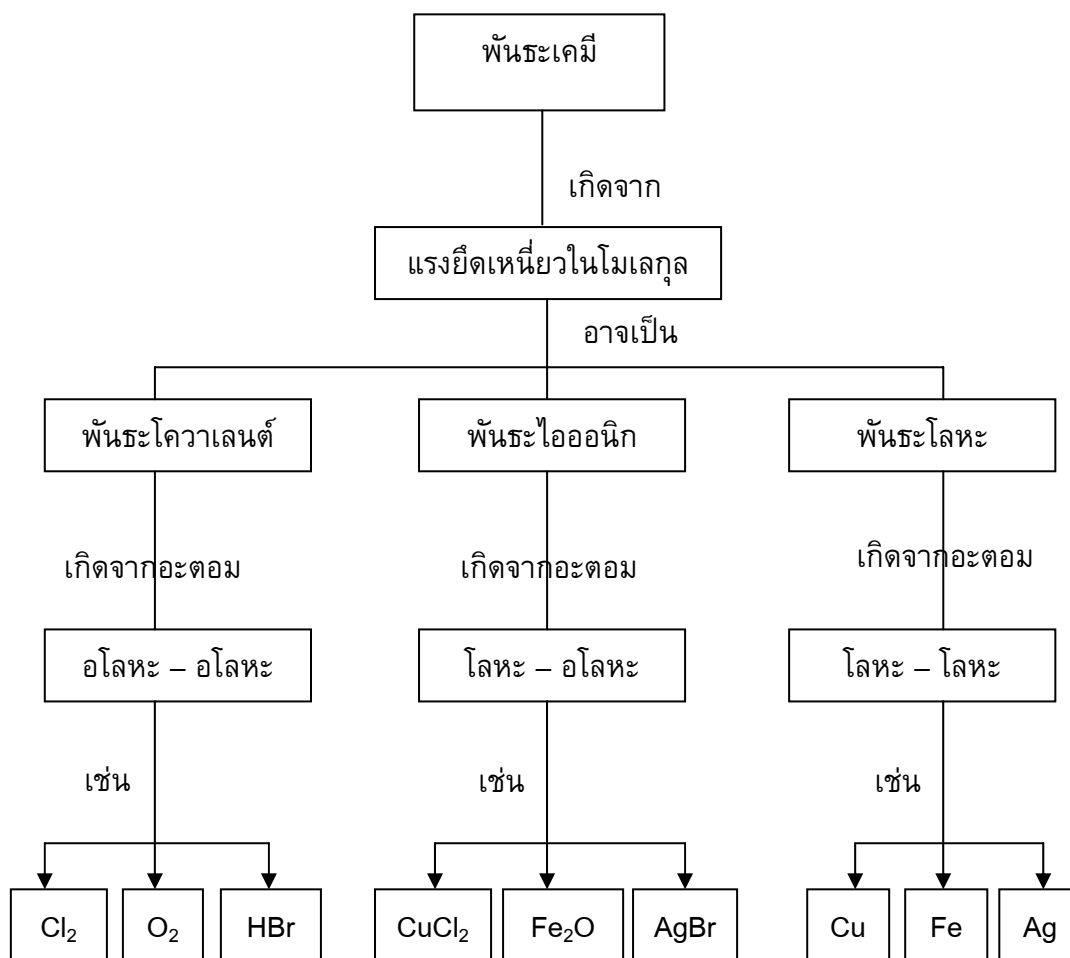 พันธะเคมี
เกิดจาก
แรงยึดเหนี่ยวในโมเลกุล
อาจเป็น
พันธะโควาเลนต์ พันธะไอออนิก พันธะโลหะ
เกิดจากอะตอม เกิดจากอะตอม เกิดจากอะตอม
อโลหะ – อโลหะ โลหะ – อโลหะ โลหะ – โลหะ
เช่น เช่น เช่น
Cl₂ O₂ HBr CuCl₂ Fe₂O AgBr Cu Fe Ag